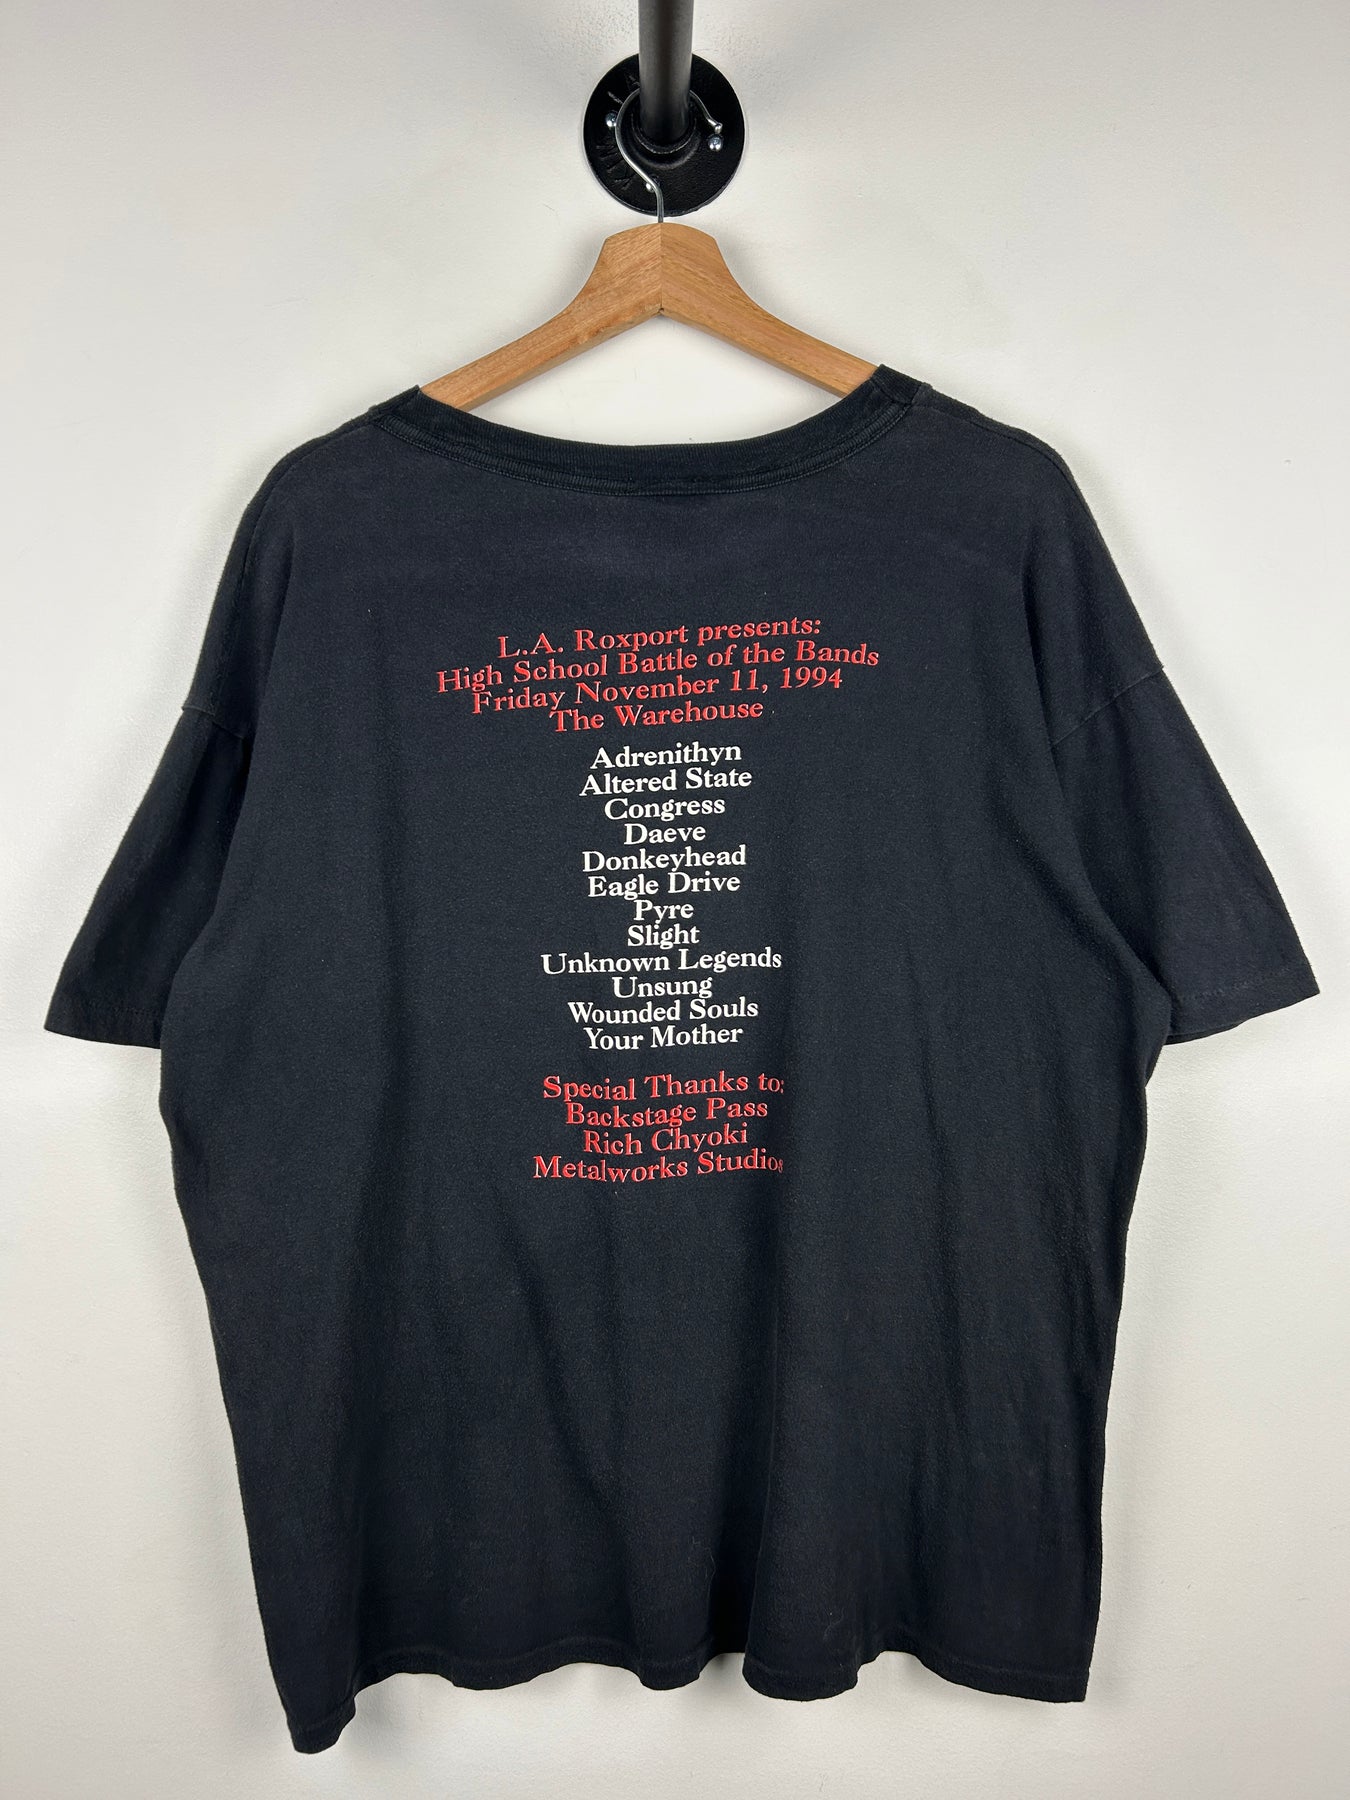 L.A. Roxport presents:
High School Battle of the Bands
Friday November 11, 1994
The Warehouse
Adrenithyn
Altered State
Congress
Daeve
Donkeyhead
Eagle Drive
Pyre
Slight
Unknown Legends
Unsung
Wounded Souls
Your Mother
Special Thanks to:
Backstage Pass
Rich Chyoki
Metalworks Studios